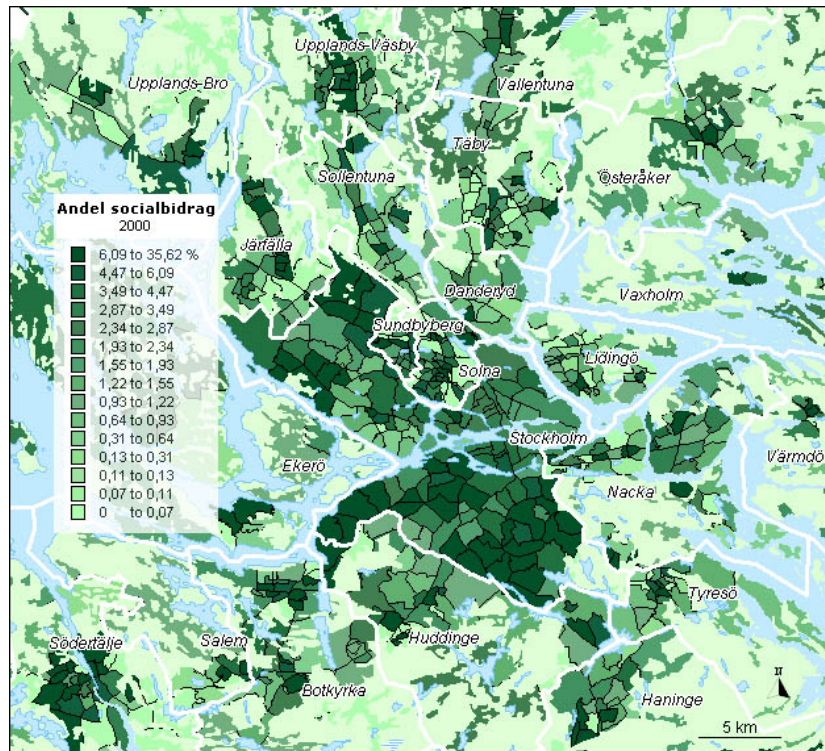 Upplands-Väsby
Upplands-Bro
Vallentuna
Täby
Sollentuna
Österåker
Andel socialbidrag
2000
6,09 to 35,62 %
4,47 to 6,09
3,49 to 4,47
2,87 to 3,49
2,34 to 2,87
1,93 to 2,34
1,55 to 1,93
1,22 to 1,55
0,93 to 1,22
0,64 to 0,93
0,31 to 0,64
0,13 to 0,31
0,11 to 0,13
0,07 to 0,11
0 to 0,07
Järfälla
Danderyd
Vaxholm
Sundbyberg
Lidingö
Solna
Stockholm
Ekerö
Värmdö
Nacka
Tyresö
Huddinge
Södertälje
Salem
Botkyrka
Haninge
N
5 km